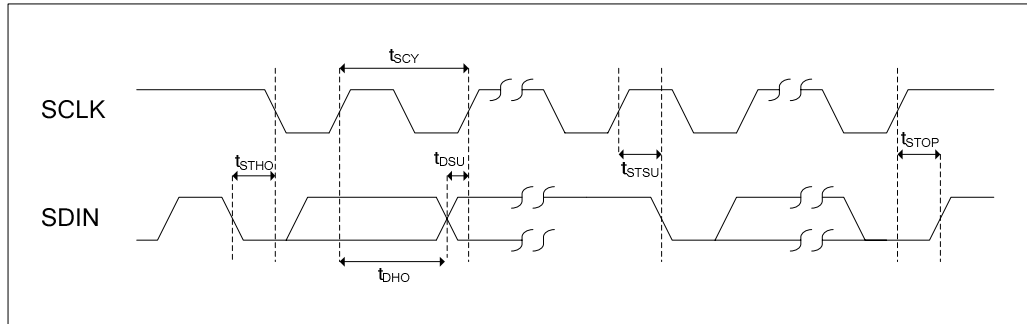 tSCY
SCLK
tSTHO
tDSU
tSTSU
tSTOP
SDIN
tDHO